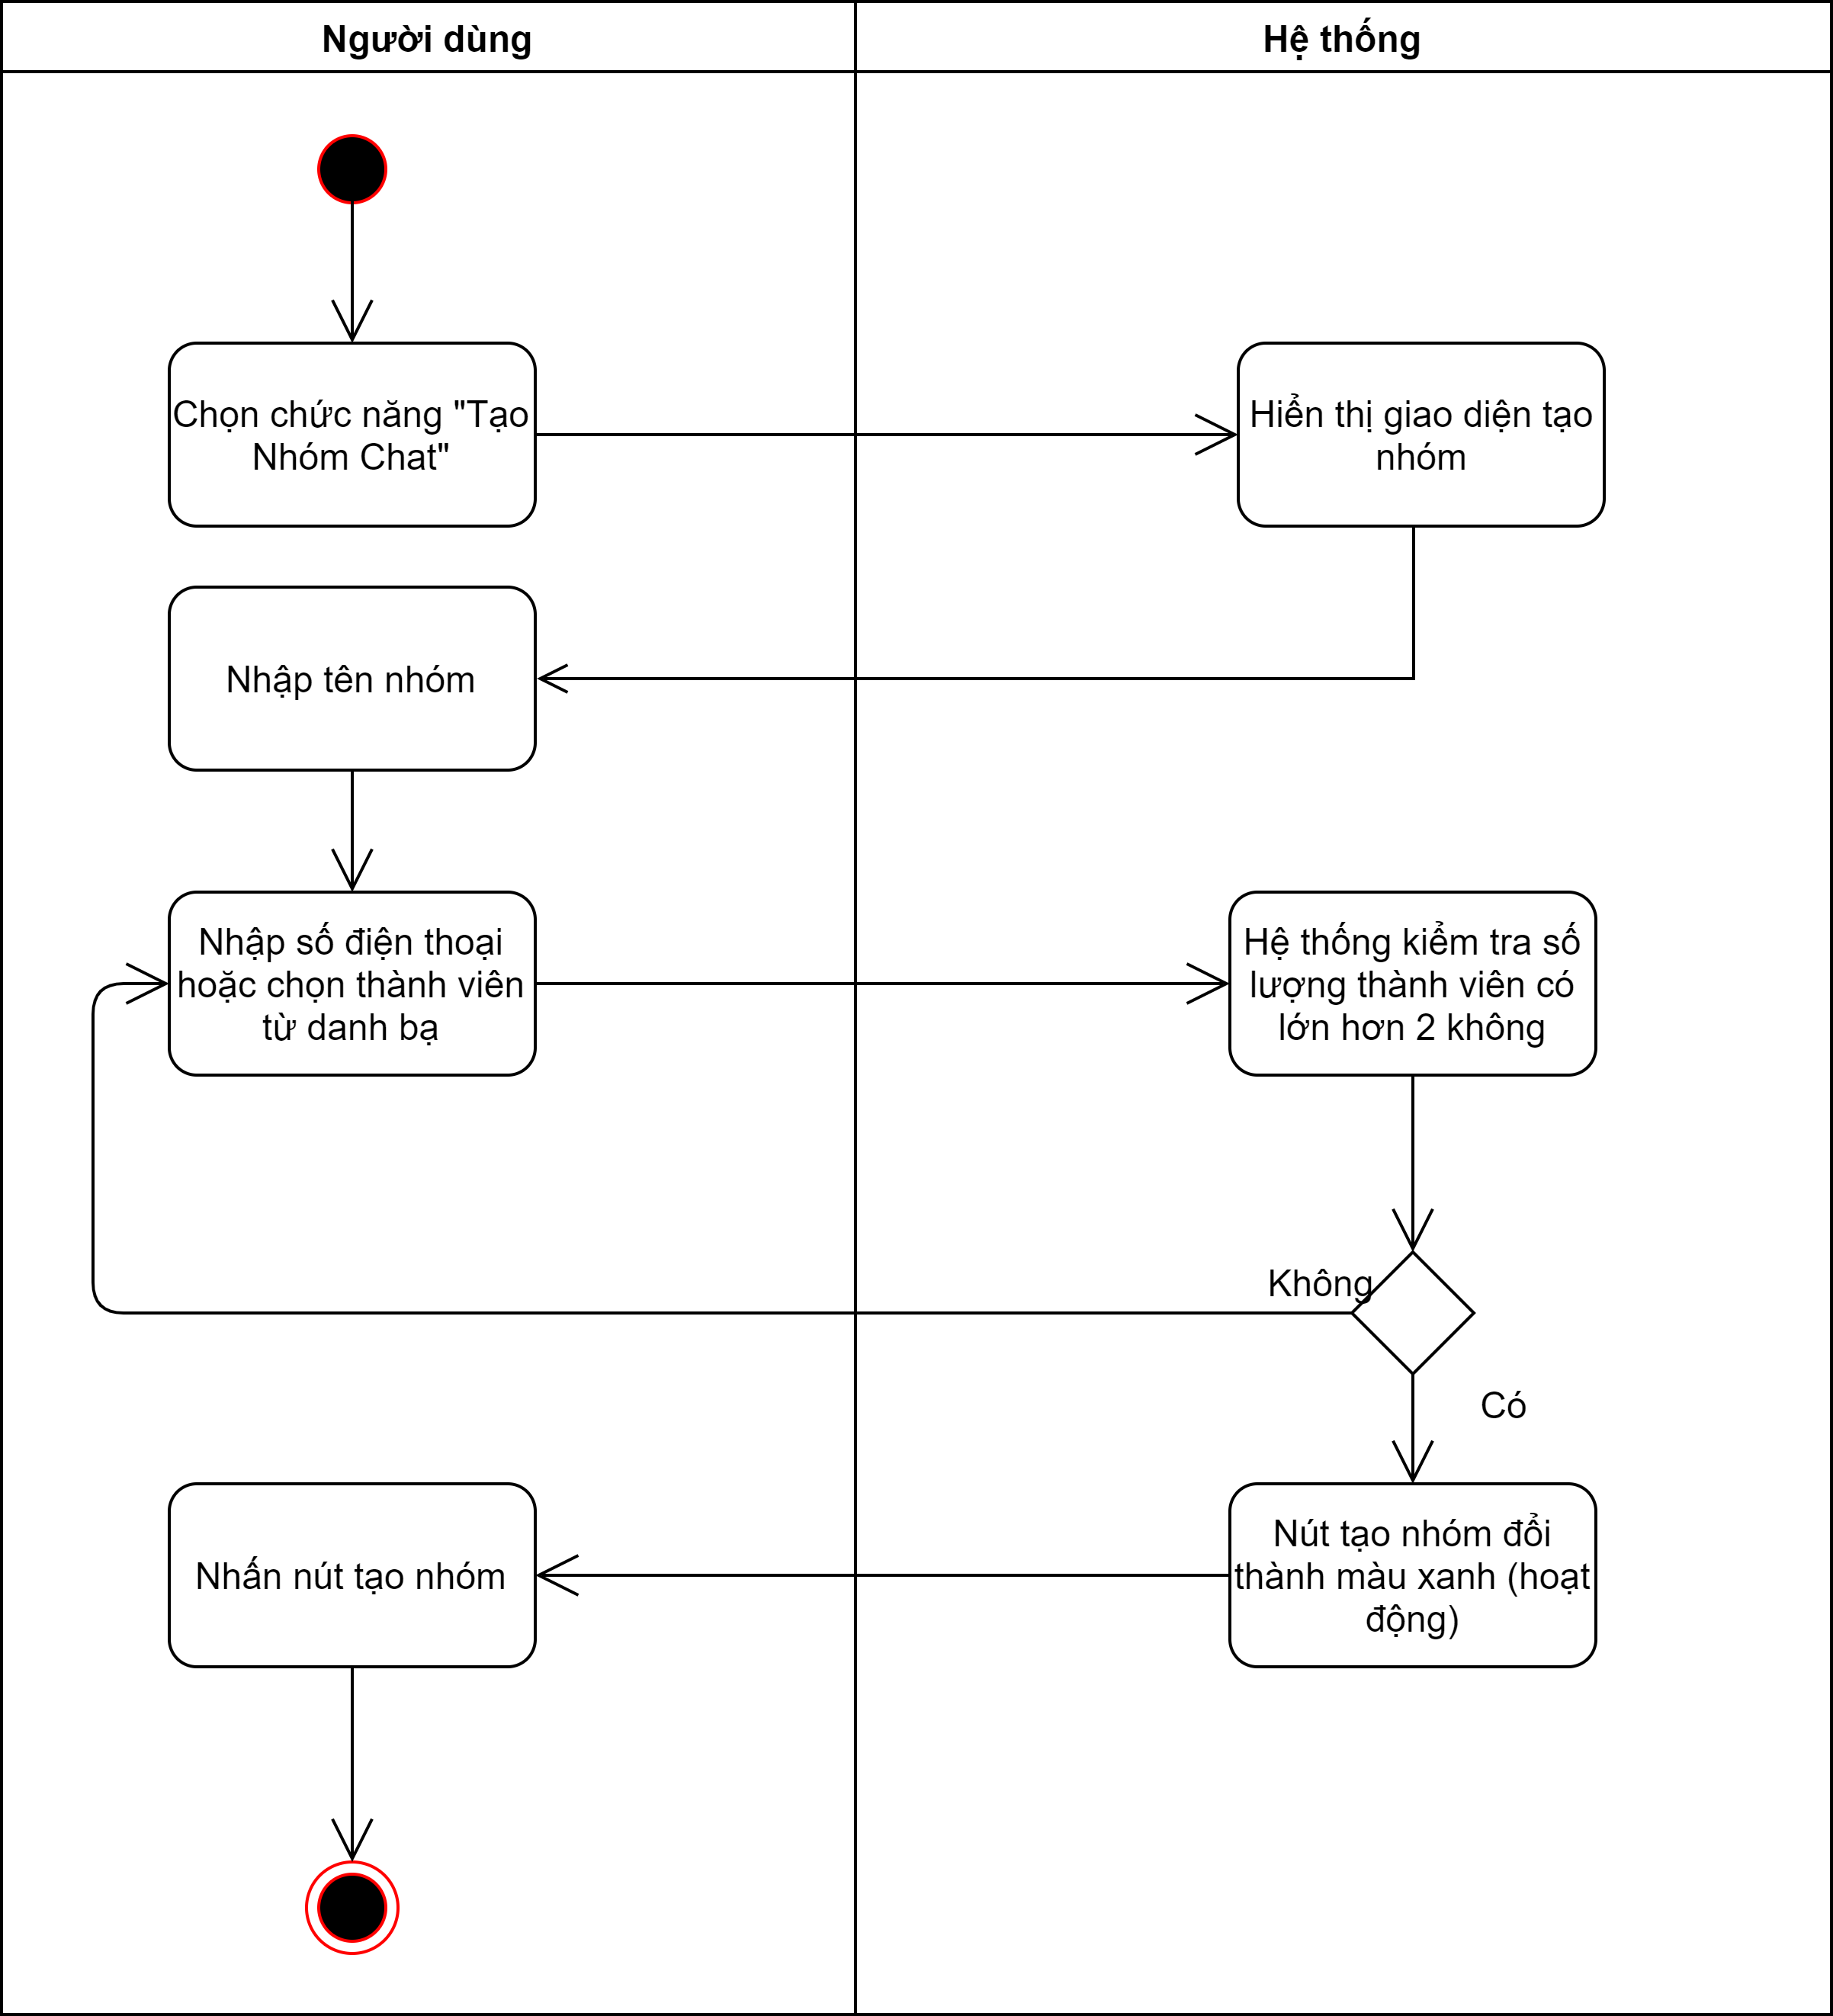 Người dùng
Hệ thống
Chọn chức năng "Tạo
Nhóm Chat"
Hiển thị giao diện tạo
nhóm
Nhập tên nhóm
Nhập số điện thoại
hoặc chọn thành viên
từ danh bạ
Hệ thống kiểm tra số
lượng thành viên có
lớn hơn 2 không
Không
Có
Nút tạo nhóm đổi
thành màu xanh (hoạt
động)
Nhấn nút tạo nhóm